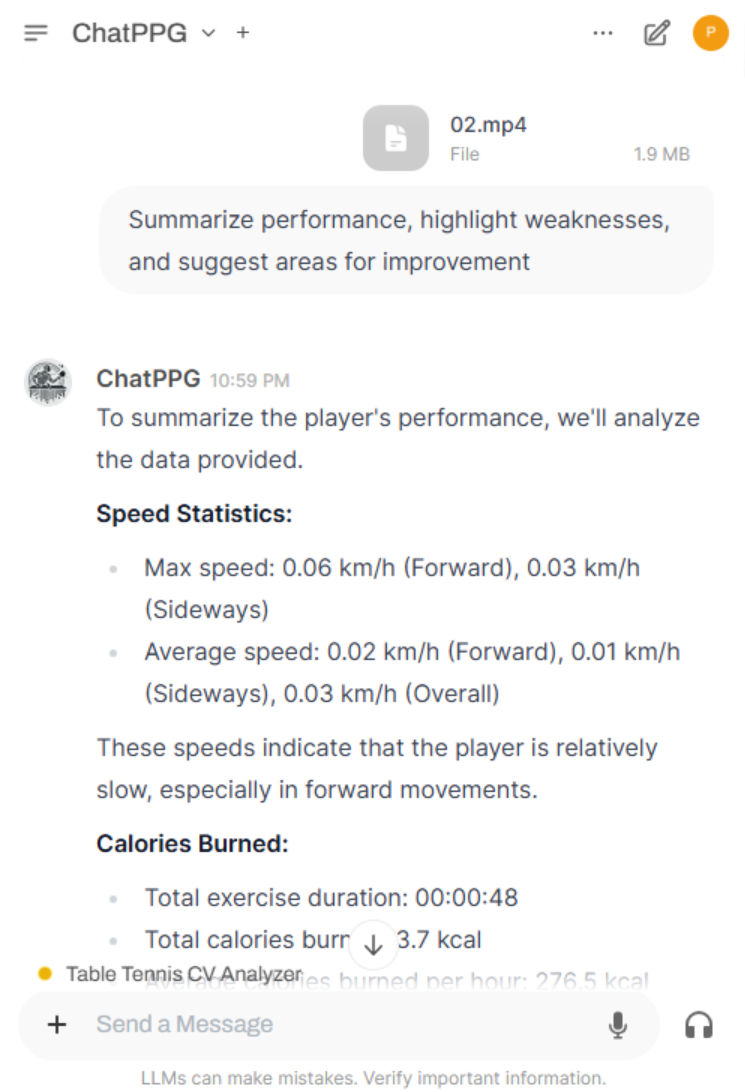 ChatPPG
P
02.mp4
File 1.9 MB
Summarize performance, highlight weaknesses,
and suggest areas for improvement
ChatPPG 10:59 PM
To summarize the player's performance, we'll analyze
the data provided.
Speed Statistics:
Max speed: 0.06 km/h (Forward), 0.03 km/h
(Sideways)
Average speed: 0.02 km/h (Forward), 0.01 km/h
(Sideways), 0.03 km/h (Overall)
These speeds indicate that the player is relatively
slow, especially in forward movements.
Calories Burned:
Total exercise duration: 00:00:48
Total calories burn 3.7 kcal
Table Tennis CV Analyzer
Average calories burned per hour: 276.5 kcal
Send a Message
LLMs can make mistakes. Verify important information.